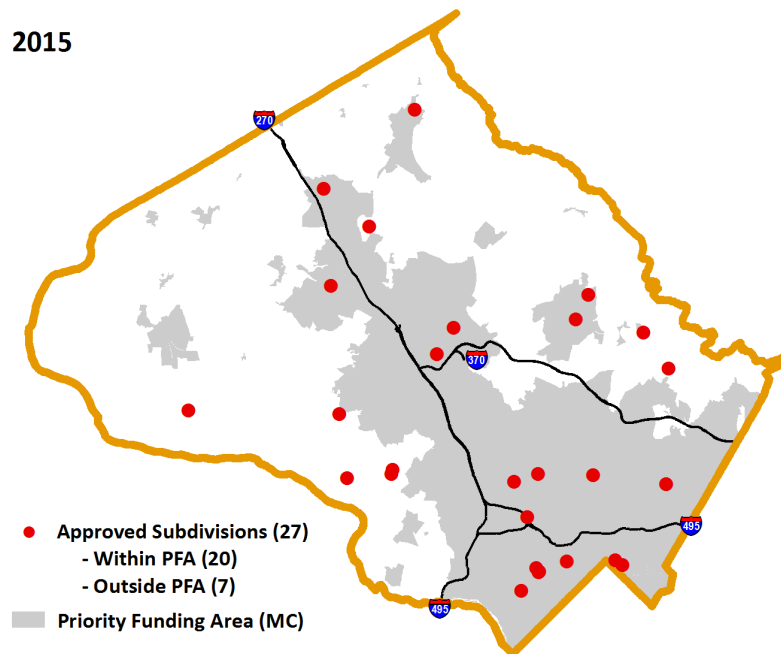 2015
270
370
495
495
Approved Subdivisions (27)
- Within PFA (20)
- Outside PFA (7)
Priority Funding Area (MC)